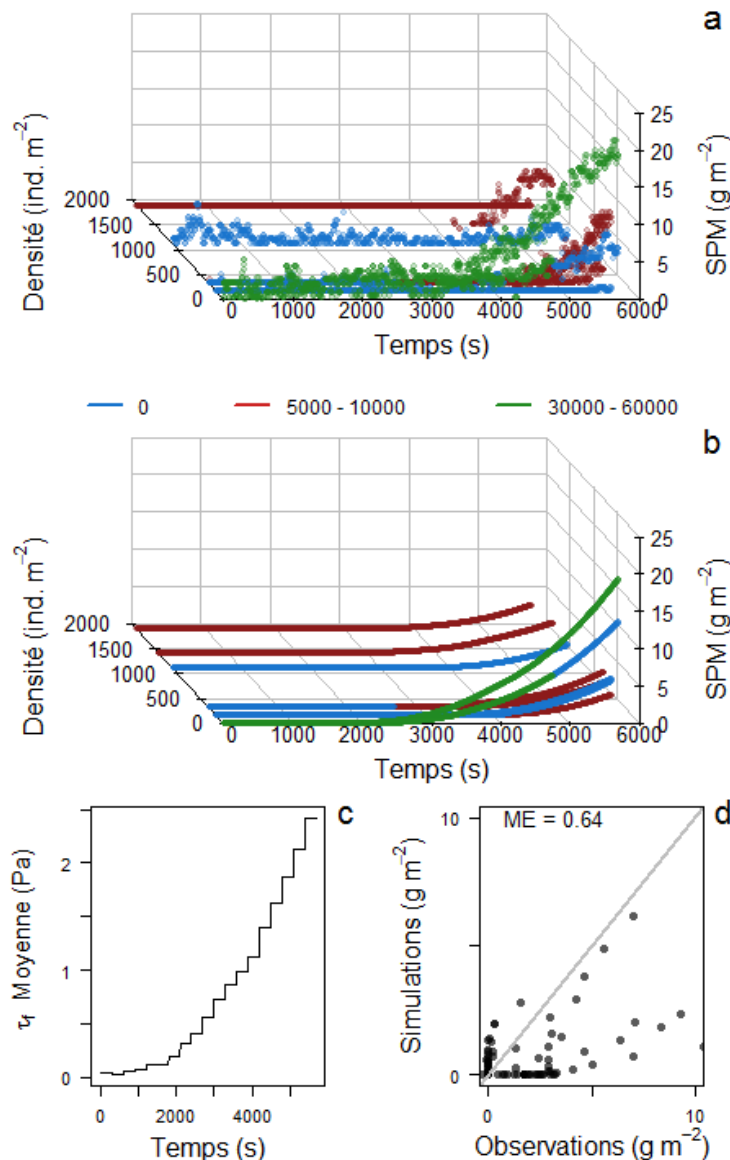 a
25
20
15
10
5
0
SPM (g m⁻²)
2000
1500
1000
500
0
Densité (ind. m⁻²)
0 1000 2000 3000 4000 5000 6000
Temps (s)
0 5000 - 10000 30000 - 60000
b
25
20
15
10
5
0
SPM (g m⁻²)
2000
1500
1000
500
0
Densité (ind. m⁻²)
0 1000 2000 3000 4000 5000 6000
Temps (s)
c
2
1
0
τf Moyenne (Pa)
0 2000 4000
Temps (s)
d
ME = 0.64
10
0
Simulations (g m⁻²)
0 10
Observations (g m⁻²)